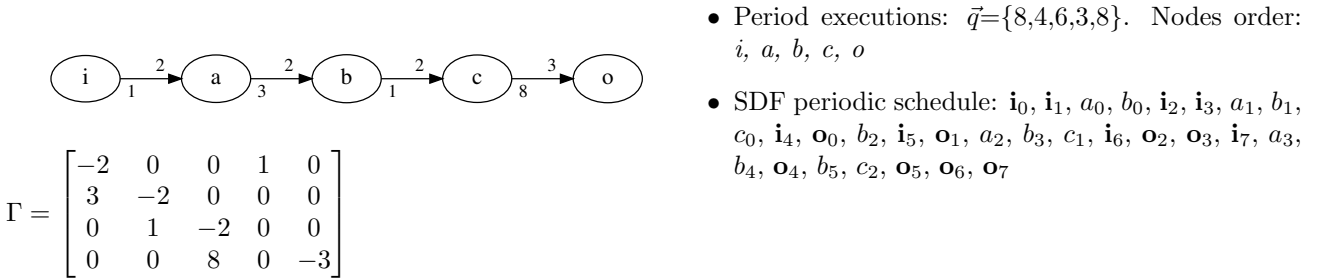 i a b c o
2 2 2 3
1 3 1 8
Γ =
−2 0 0 1 0
3 −2 0 0 0
0 1 −2 0 0
0 0 8 0 −3
• Period executions: q⃗={8,4,6,3,8}. Nodes order:
i, a, b, c, o
• SDF periodic schedule: i₀, i₁, a₀, b₀, i₂, i₃, a₁, b₁,
c₀, i₄, o₀, b₂, i₅, o₁, a₂, b₃, c₁, i₆, o₂, o₃, i₇, a₃,
b₄, o₄, b₅, c₂, o₅, o₆, o₇